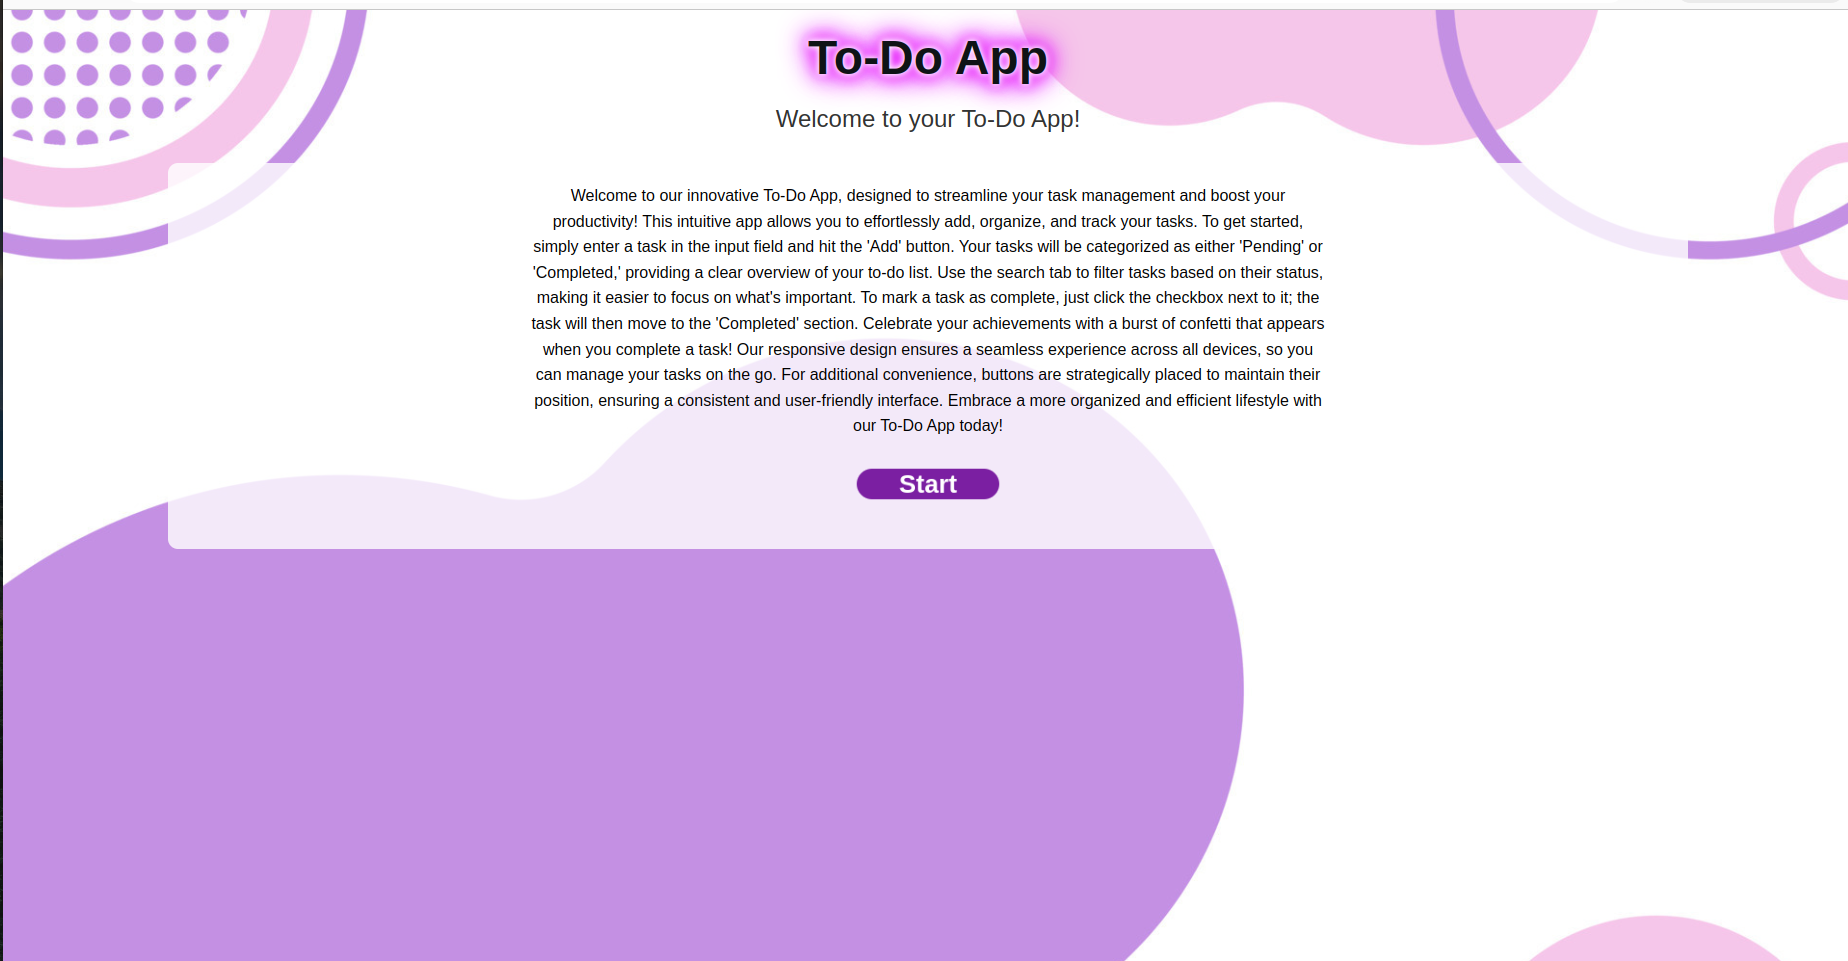 To-Do App
Welcome to your To-Do App!
Welcome to our innovative To-Do App, designed to streamline your task management and boost your
productivity! This intuitive app allows you to effortlessly add, organize, and track your tasks. To get started,
simply enter a task in the input field and hit the 'Add' button. Your tasks will be categorized as either 'Pending' or
'Completed,' providing a clear overview of your to-do list. Use the search tab to filter tasks based on their status,
making it easier to focus on what's important. To mark a task as complete, just click the checkbox next to it; the
task will then move to the 'Completed' section. Celebrate your achievements with a burst of confetti that appears
when you complete a task! Our responsive design ensures a seamless experience across all devices, so you
can manage your tasks on the go. For additional convenience, buttons are strategically placed to maintain their
position, ensuring a consistent and user-friendly interface. Embrace a more organized and efficient lifestyle with
our To-Do App today!
Start